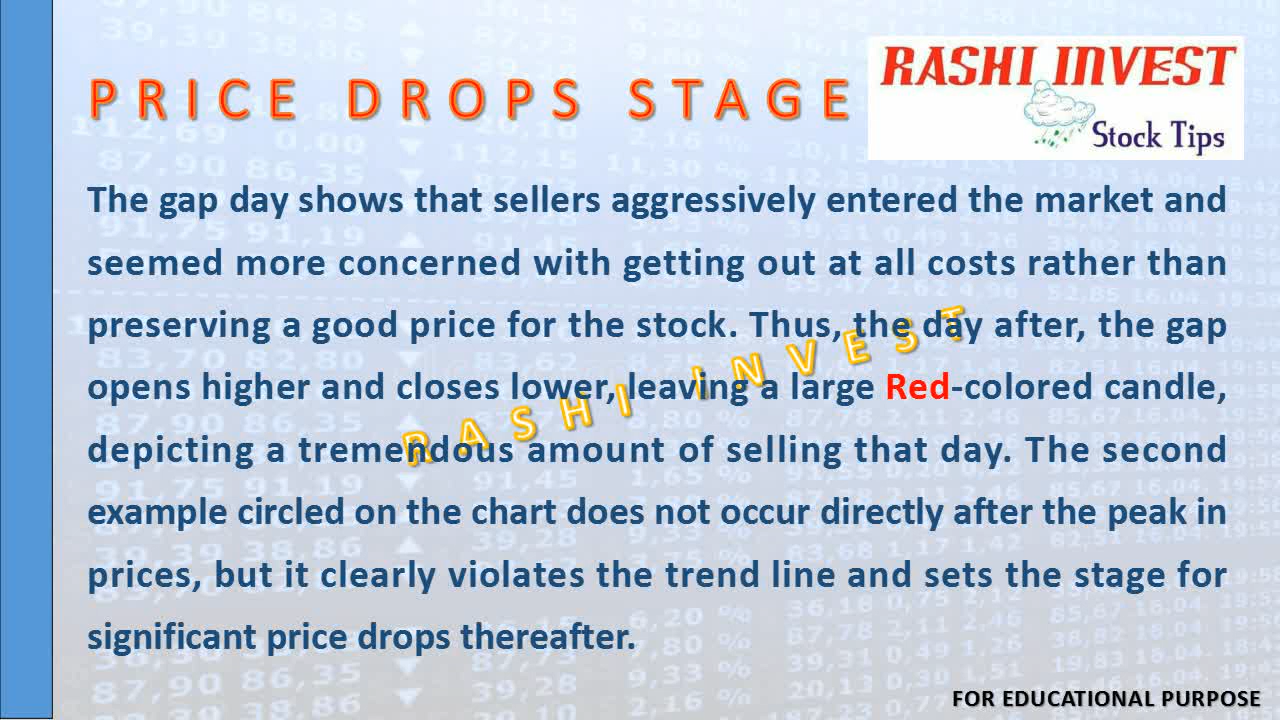 PRICE DROPS STAGE
RASHI INVEST
Stock Tips
The gap day shows that sellers aggressively entered the market and
seemed more concerned with getting out at all costs rather than
preserving a good price for the stock. Thus, the day after, the gap
opens higher and closes lower, leaving a large Red-colored candle,
depicting a tremendous amount of selling that day. The second
example circled on the chart does not occur directly after the peak in
prices, but it clearly violates the trend line and sets the stage for
significant price drops thereafter.
RASHI INVEST
FOR EDUCATIONAL PURPOSE